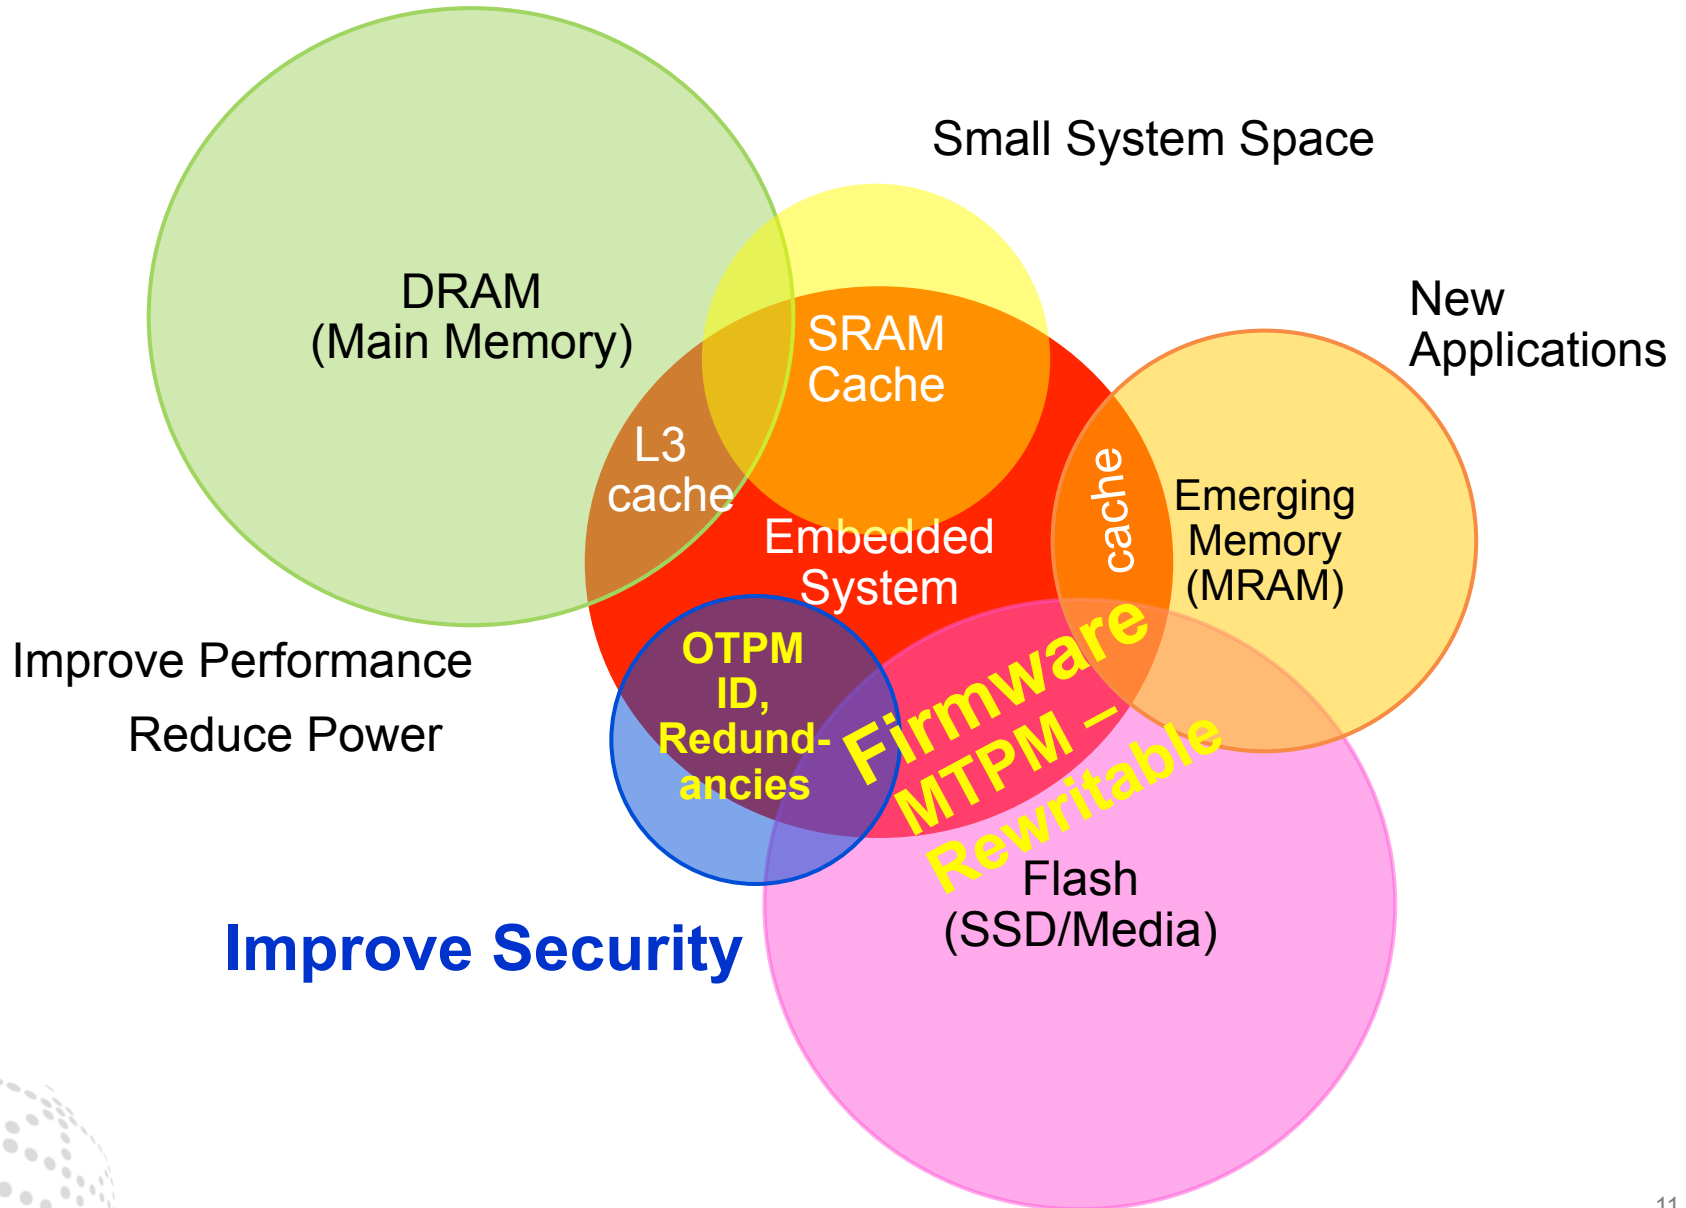 Small System Space
DRAM
(Main Memory)
SRAM
Cache
New
Applications
L3
cache
cache
Emerging
Memory
(MRAM)
Embedded
System
OTPM
ID,
Redund-
ancies
Firmware
MTPM –
Rewritable
Improve Performance
Reduce Power
Flash
(SSD/Media)
Improve Security
11